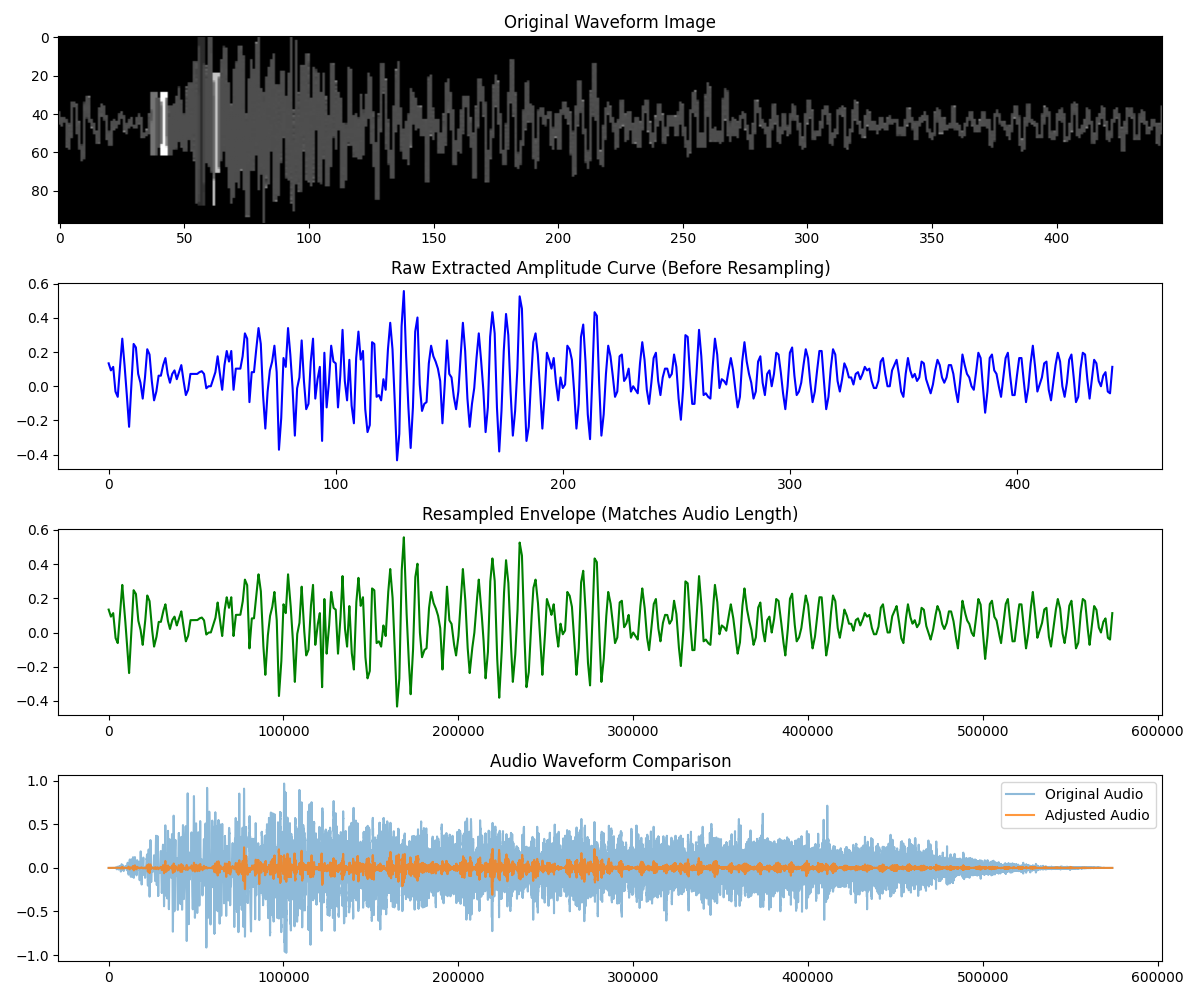 Original Waveform Image
0
20
40
60
80
0 50 100 150 200 250 300 350 400
Raw Extracted Amplitude Curve (Before Resampling)
0.6
0.4
0.2
0.0
−0.2
−0.4
0 100 200 300 400
Resampled Envelope (Matches Audio Length)
0.6
0.4
0.2
0.0
−0.2
−0.4
0 100000 200000 300000 400000 500000 600000
Audio Waveform Comparison
1.0
0.5
0.0
−0.5
−1.0
Original Audio
Adjusted Audio
0 100000 200000 300000 400000 500000 600000